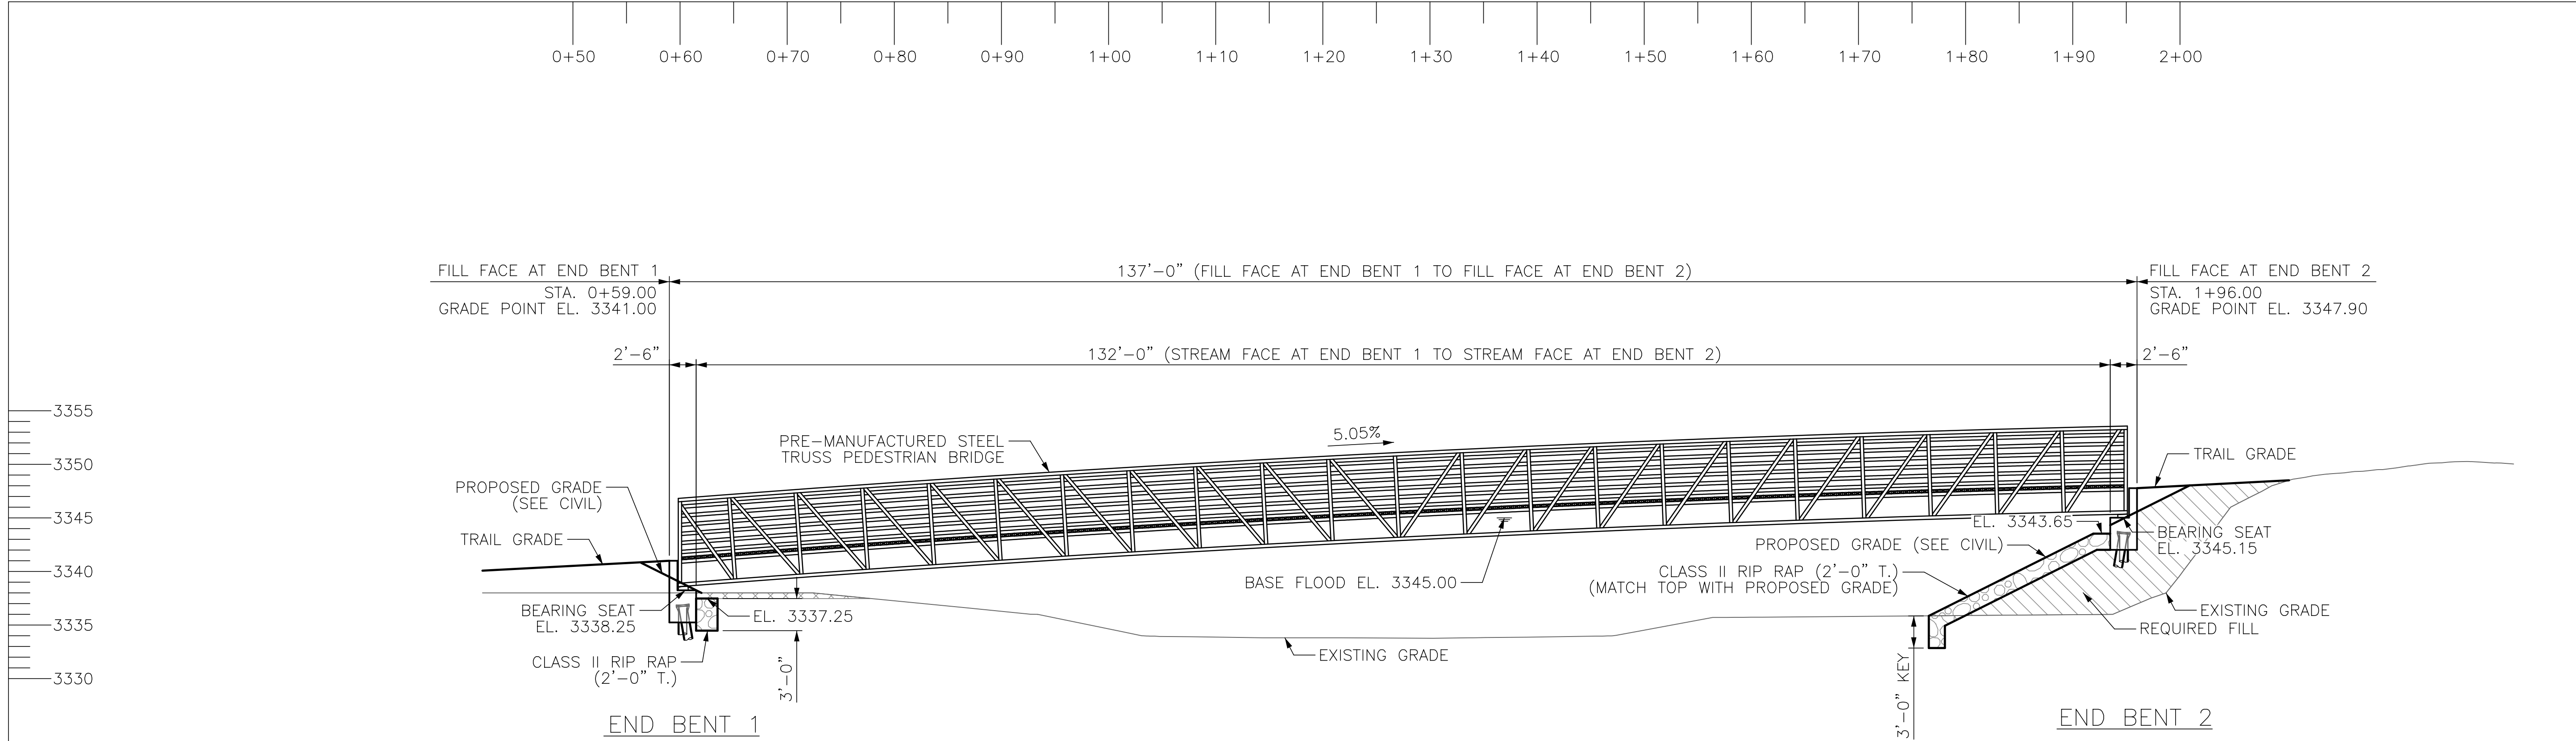 0+50
0+60
0+70
0+80
0+90
1+00
1+10
1+20
1+30
1+40
1+50
1+60
1+70
1+80
1+90
2+00
FILL FACE AT END BENT 1
STA. 0+59.00
GRADE POINT EL. 3341.00
137'-0" (FILL FACE AT END BENT 1 TO FILL FACE AT END BENT 2)
FILL FACE AT END BENT 2
STA. 1+96.00
GRADE POINT EL. 3347.90
2'-6"
132'-0" (STREAM FACE AT END BENT 1 TO STREAM FACE AT END BENT 2)
2'-6"
3355
3350
3345
3340
3335
3330
PRE-MANUFACTURED STEEL
TRUSS PEDESTRIAN BRIDGE
5.05%
TRAIL GRADE
PROPOSED GRADE
(SEE CIVIL)
TRAIL GRADE
BEARING SEAT
EL. 3338.25
EL. 3337.25
CLASS II RIP RAP
(2'-0" T.)
3'-0"
BASE FLOOD EL. 3345.00
EXISTING GRADE
EL. 3343.65
PROPOSED GRADE (SEE CIVIL)
CLASS II RIP RAP (2'-0" T.)
(MATCH TOP WITH PROPOSED GRADE)
BEARING SEAT
EL. 3345.15
EXISTING GRADE
REQUIRED FILL
3'-0" KEY
END BENT 1
END BENT 2